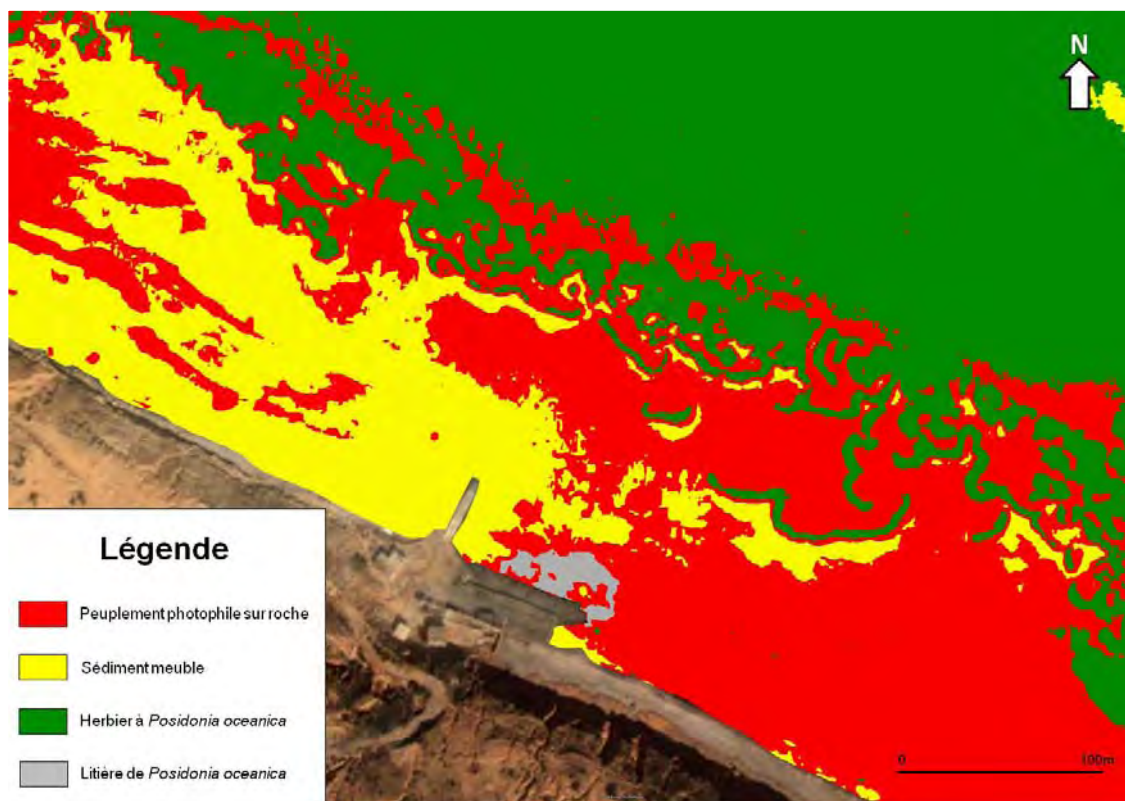 N
Légende
Peuplement photophile sur roche
Sédiment meuble
Herbier à Posidonia oceanica
Litière de Posidonia oceanica
0 100m